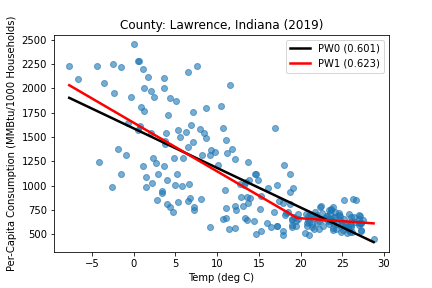 County: Lawrence, Indiana (2019)
Per-Capita Consumption (MMBtu/1000 Households)
2500
2250
2000
1750
1500
1250
1000
750
500
PW0 (0.601)
PW1 (0.623)
−5 0 5 10 15 20 25 30
Temp (deg C)